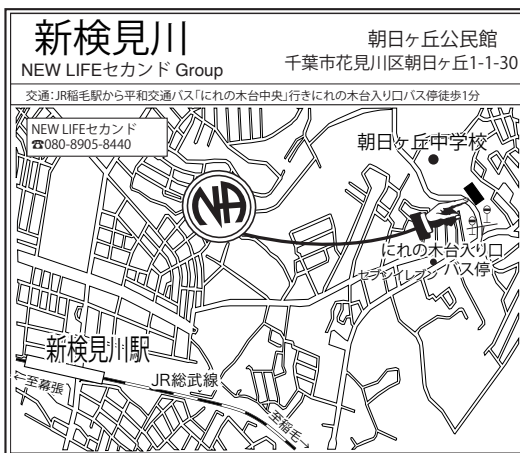 新検見川
NEW LIFEセカンド Group
朝日ヶ丘公民館
千葉市花見川区朝日ヶ丘1-1-30
交通:JR稲毛駅から平和交通バス「にれの木台中央」行きにれの木台入り口バス停徒歩1分
NEW LIFEセカンド
☎080-8905-8440
朝日ヶ丘中学校
NA
にれの木台入り口
バス停
セブンイレブン
新検見川駅
JR総武線
←至幕張
至稲毛→